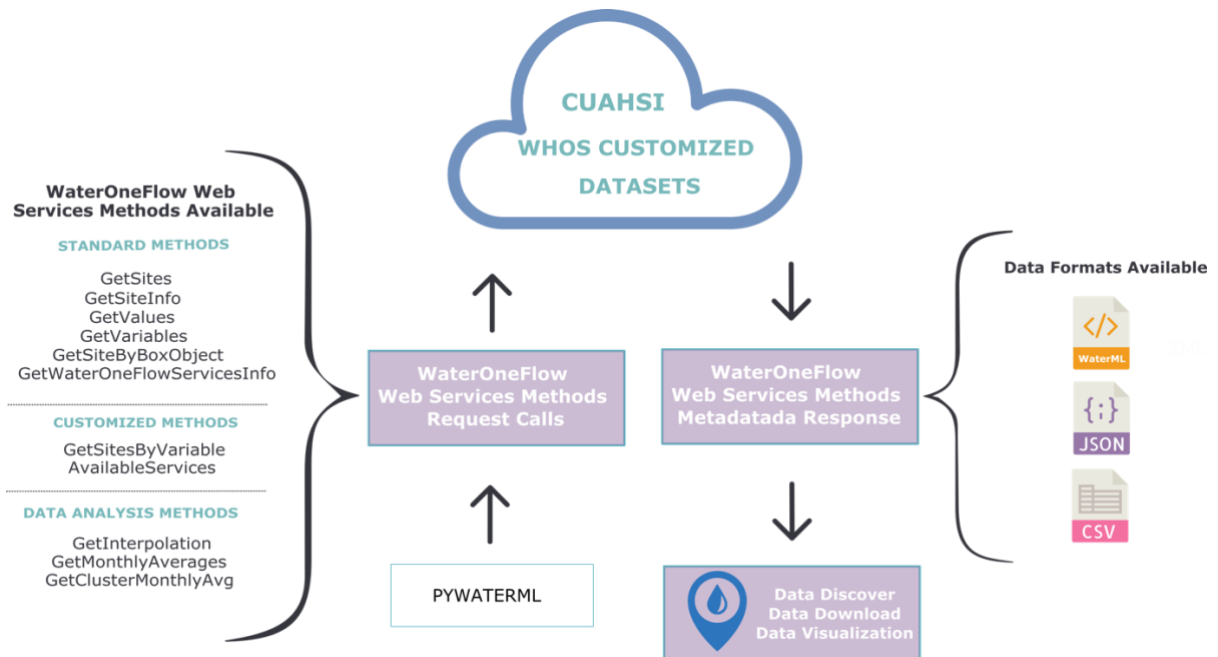 CUAHSI
WHOS CUSTOMIZED
DATASETS
WaterOneFlow Web
Services Methods Available
STANDARD METHODS
GetSites
GetSiteInfo
GetValues
GetVariables
GetSiteByBoxObject
GetWaterOneFlowServicesInfo
CUSTOMIZED METHODS
GetSitesByVariable
AvailableServices
DATA ANALYSIS METHODS
GetInterpolation
GetMonthlyAverages
GetClusterMonthlyAvg
WaterOneFlow
Web Services Methods
Request Calls
PYWATERML
WaterOneFlow
Web Services Methods
Metadatada Response
Data Discover
Data Download
Data Visualization
Data Formats Available
</>
WaterML
{;}
JSON
CSV